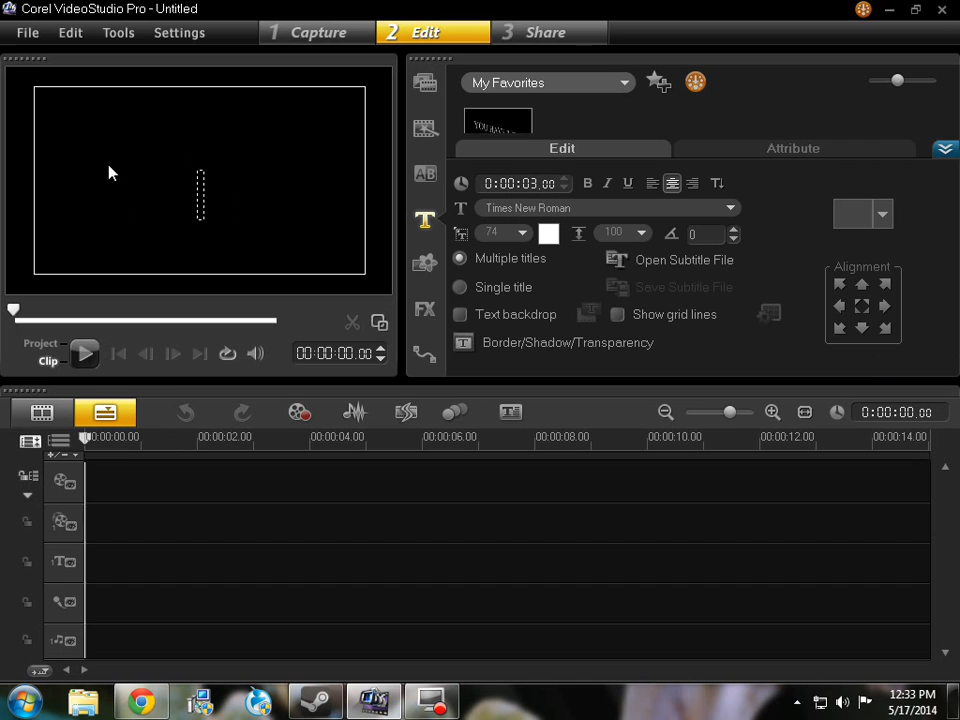 Corel VideoStudio Pro - Untitled
File Edit Tools Settings 1 Capture 2 Edit 3 Share
My Favorites
YOU HAVE
Edit Attribute
0:00:03.00 B I U
Times New Roman
74 100 0
Multiple titles Open Subtitle File
Single title Save Subtitle File
Alignment
Text backdrop Show grid lines
Border/Shadow/Transparency
AB
T
FX
Project
Clip
00:00:00.00
0:00:00.00
00:00:00.00 00:00:02.00 00:00:04.00 00:00:06.00 00:00:08.00 00:00:10.00 00:00:12.00 00:00:14.00
12:33 PM
5/17/2014